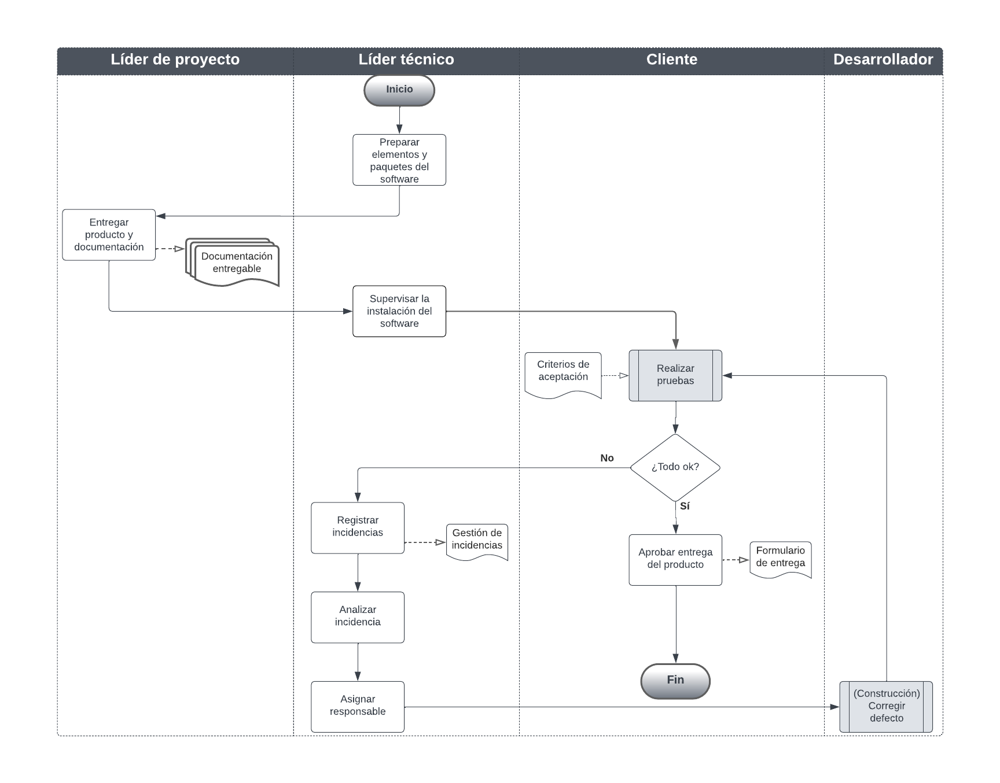 Líder de proyecto
Líder técnico
Cliente
Desarrollador
Inicio
Preparar
elementos y
paquetes del
software
Entregar
producto y
documentación
Documentación
entregable
Supervisar la
instalación del
software
Criterios de
aceptación
Realizar
pruebas
¿Todo ok?
No
Sí
Registrar
incidencias
Gestión de
incidencias
Aprobar entrega
del producto
Formulario
de entrega
Analizar
incidencia
Fin
Asignar
responsable
(Construcción)
Corregir
defecto